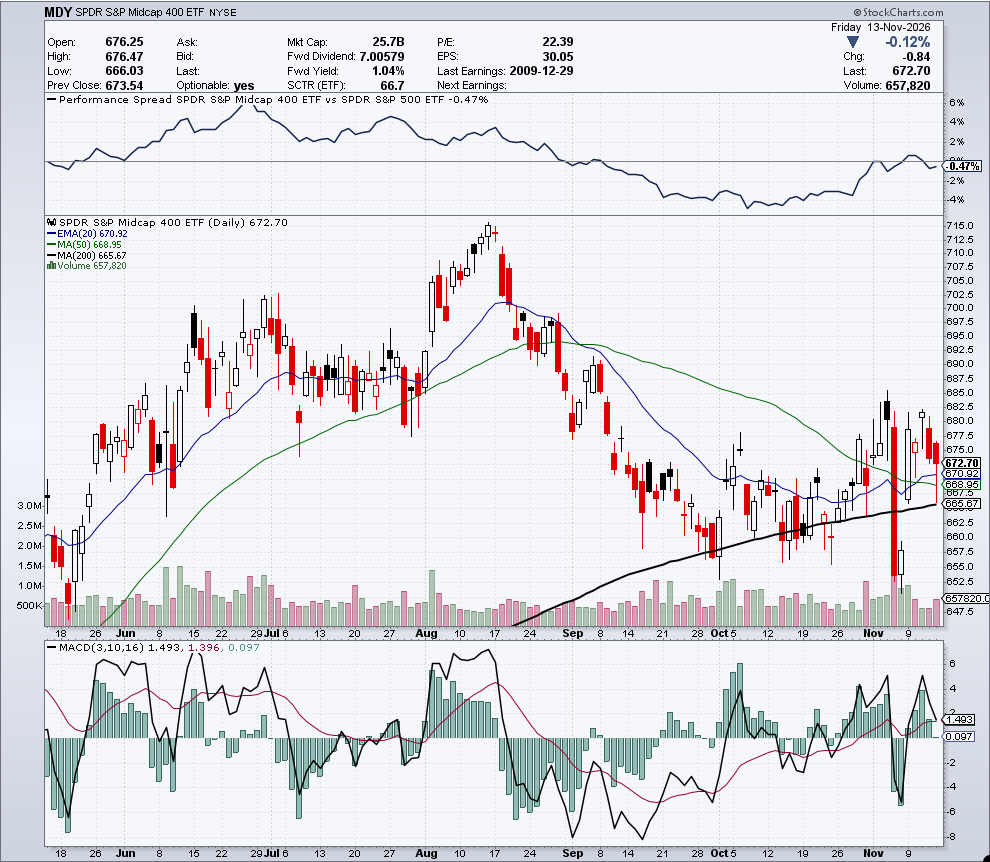 MDY SPDR S&P Midcap 400 ETF NYSE
© StockCharts.com
Friday 13-Nov-2026
Open: 676.25 Ask: Mkt Cap: 25.7B P/E: 22.39 ▼ -0.12%
High: 676.47 Bid: Fwd Dividend: 7.00579 EPS: 30.05 Chg: -0.84
Low: 666.03 Last: Fwd Yield: 1.04% Last Earnings: 2009-12-29 Last: 672.70
Prev Close: 673.54 Optionable: yes SCTR (ETF): 66.7 Next Earnings: Volume: 657,820
Performance Spread SPDR S&P Midcap 400 ETF vs SPDR S&P 500 ETF -0.47%
6%
4%
2%
0%
-0.47%
-2%
-4%
SPDR S&P Midcap 400 ETF (Daily) 672.70
EMA(20) 670.92
MA(50) 668.95
MA(200) 665.67
Volume 657,820
715.0
712.5
710.0
707.5
705.0
702.5
700.0
697.5
695.0
692.5
690.0
687.5
685.0
682.5
680.0
677.5
675.0
672.70
670.92
668.95
667.5
665.67
662.5
660.0
657.5
655.0
652.5
657820.0
647.5
3.0M
2.5M
2.0M
1.5M
1.0M
500K
18 26 Jun 8 15 22 29 Jul 6 13 20 27 Aug 10 17 24 Sep 8 14 21 28 Oct 5 12 19 26 Nov 9
MACD(3,10,16) 1.493, 1.396, 0.097
6
4
2
1.493
0.097
-2
-4
-6
-8
18 26 Jun 8 15 22 29 Jul 6 13 20 27 Aug 10 17 24 Sep 8 14 21 28 Oct 5 12 19 26 Nov 9